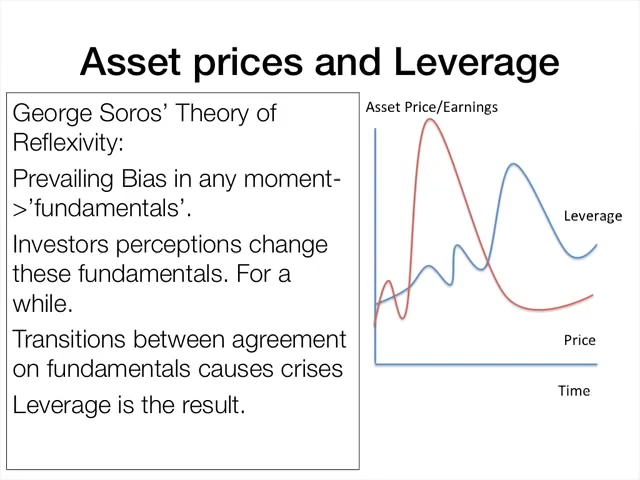 Asset prices and Leverage
George Soros’ Theory of
Reflexivity:
Prevailing Bias in any moment-
>’fundamentals’.
Investors perceptions change
these fundamentals. For a
while.
Transitions between agreement
on fundamentals causes crises
Leverage is the result.
Asset Price/Earnings
Leverage
Price
Time